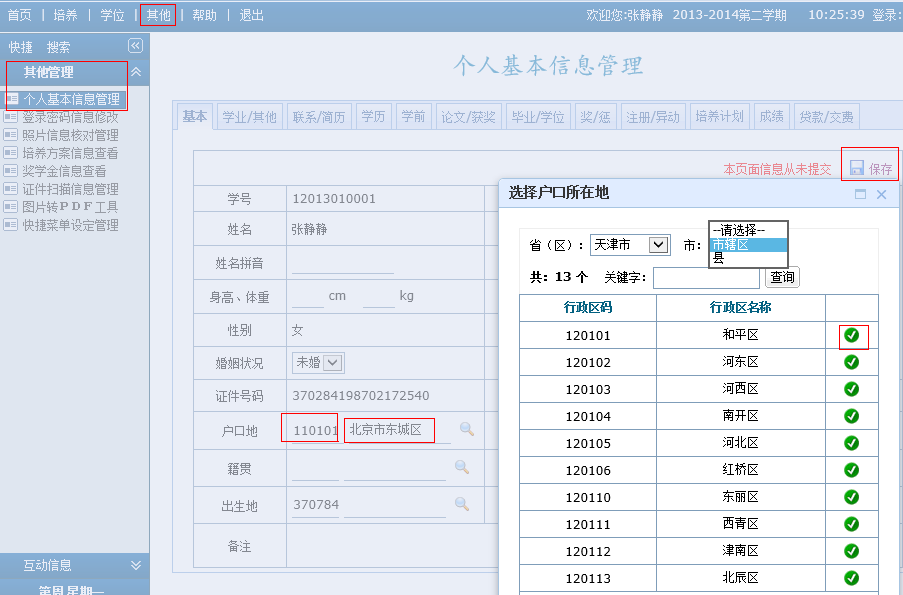 首页 | 培养 | 学位 | 其他 | 帮助 | 退出 欢迎您:张静静 2013-2014第二学期 10:25:39 登录:
快捷 搜索
其他管理
个人基本信息管理
登录密码信息修改
照片信息核对管理
培养方案信息查看
奖学金信息查看
证件扫描信息管理
图片转PDF工具
快捷菜单设定管理
互动信息
个人基本信息管理
基本 学业/其他 联系/简历 学历 学前 论文/获奖 毕业/学位 奖/惩 注册/异动 培养计划 成绩 贷款/交费
本页面信息从未提交 保存
学号 12013010001
姓名 张静静
姓名拼音
身高、体重 cm kg
性别 女
婚姻状况 未婚
证件号码 370284198702172540
户口地 110101 北京市东城区
籍贯
出生地 370784
备注
选择户口所在地
省（区）: 天津市 市: --请选择--
市辖区
县
共: 13 个 关键字: 查询
行政区码 行政区名称
120101 和平区
120102 河东区
120103 河西区
120104 南开区
120105 河北区
120106 红桥区
120110 东丽区
120111 西青区
120112 津南区
120113 北辰区